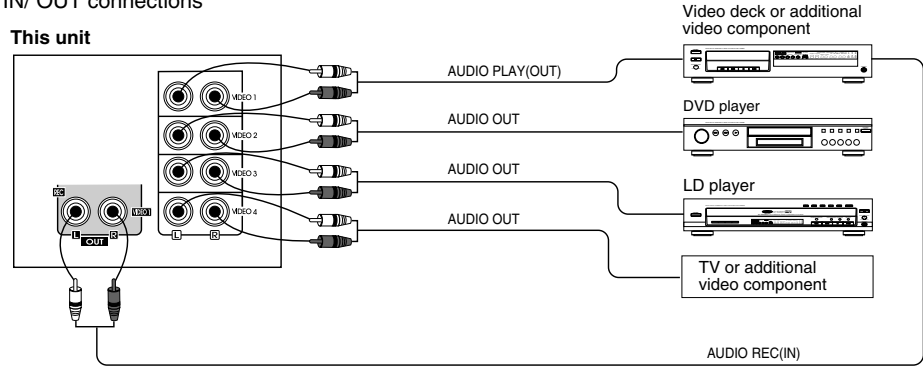 IN/ OUT connections
This unit
Video deck or additional
video component
AUDIO PLAY(OUT)
VIDEO 1
DVD player
AUDIO OUT
VIDEO 2
AUDIO OUT
VIDEO 3
LD player
AUDIO OUT
VIDEO 4
REC
VIDEO 1
L
R
L
R
OUT
TV or additional
video component
AUDIO REC(IN)